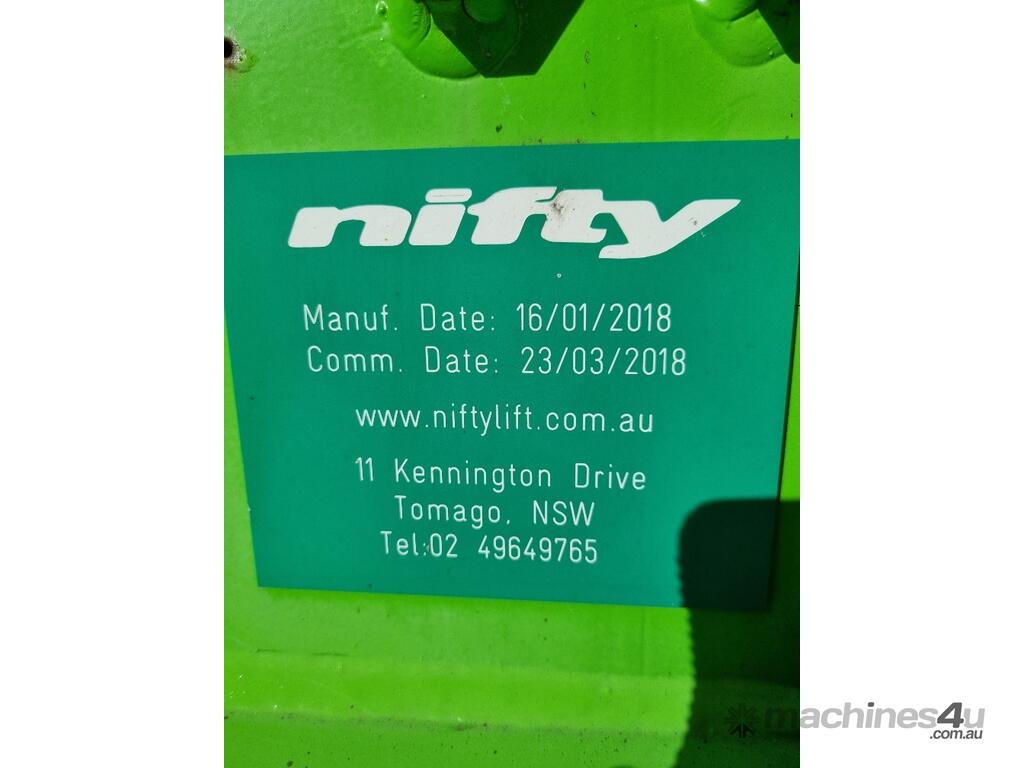 nifty
Manuf. Date: 16/01/2018
Comm. Date: 23/03/2018
www.niftylift.com.au
11 Kennington Drive
Tomago, NSW
Tel:02 49649765
machines4u
.com.au